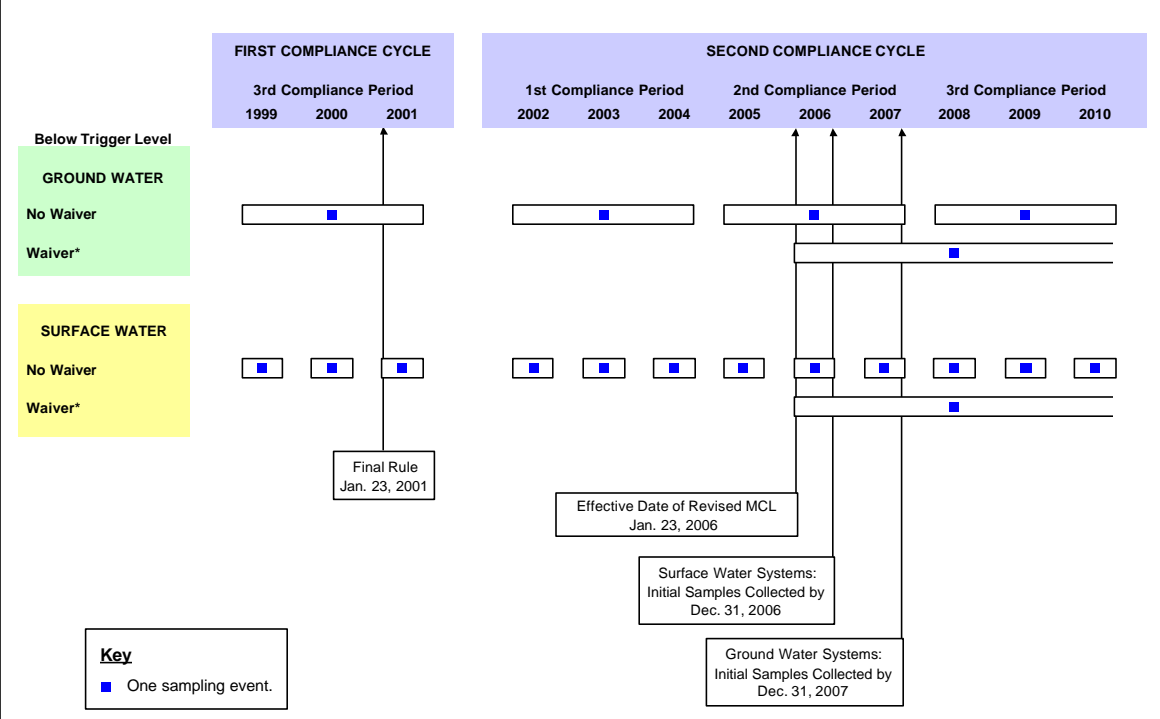 FIRST COMPLIANCE CYCLE
SECOND COMPLIANCE CYCLE
3rd Compliance Period
1st Compliance Period
2nd Compliance Period
3rd Compliance Period
1999 2000 2001 2002 2003 2004 2005 2006 2007 2008 2009 2010
Below Trigger Level
GROUND WATER
No Waiver
Waiver*
SURFACE WATER
No Waiver
Waiver*
Final Rule
Jan. 23, 2001
Effective Date of Revised MCL
Jan. 23, 2006
Surface Water Systems:
Initial Samples Collected by
Dec. 31, 2006
Ground Water Systems:
Initial Samples Collected by
Dec. 31, 2007
Key
One sampling event.